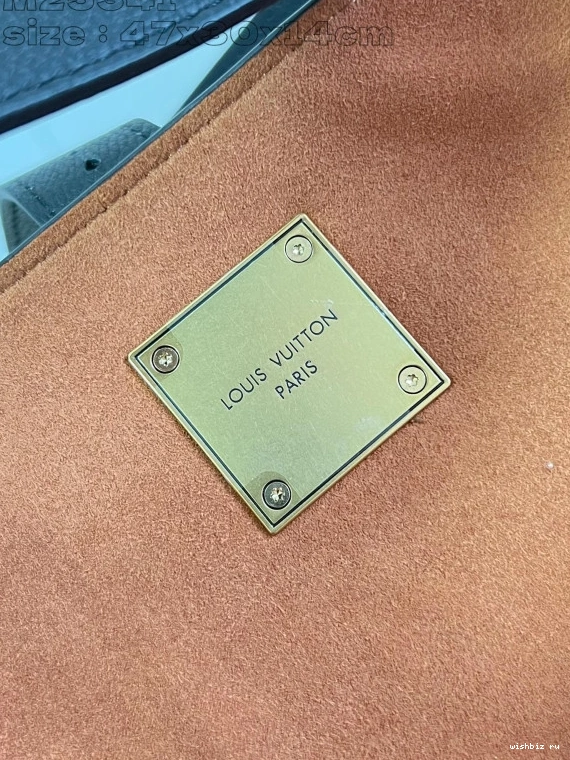 size : 47x30x14cm
LOUIS VUITTON
PARIS
wishbiz ru